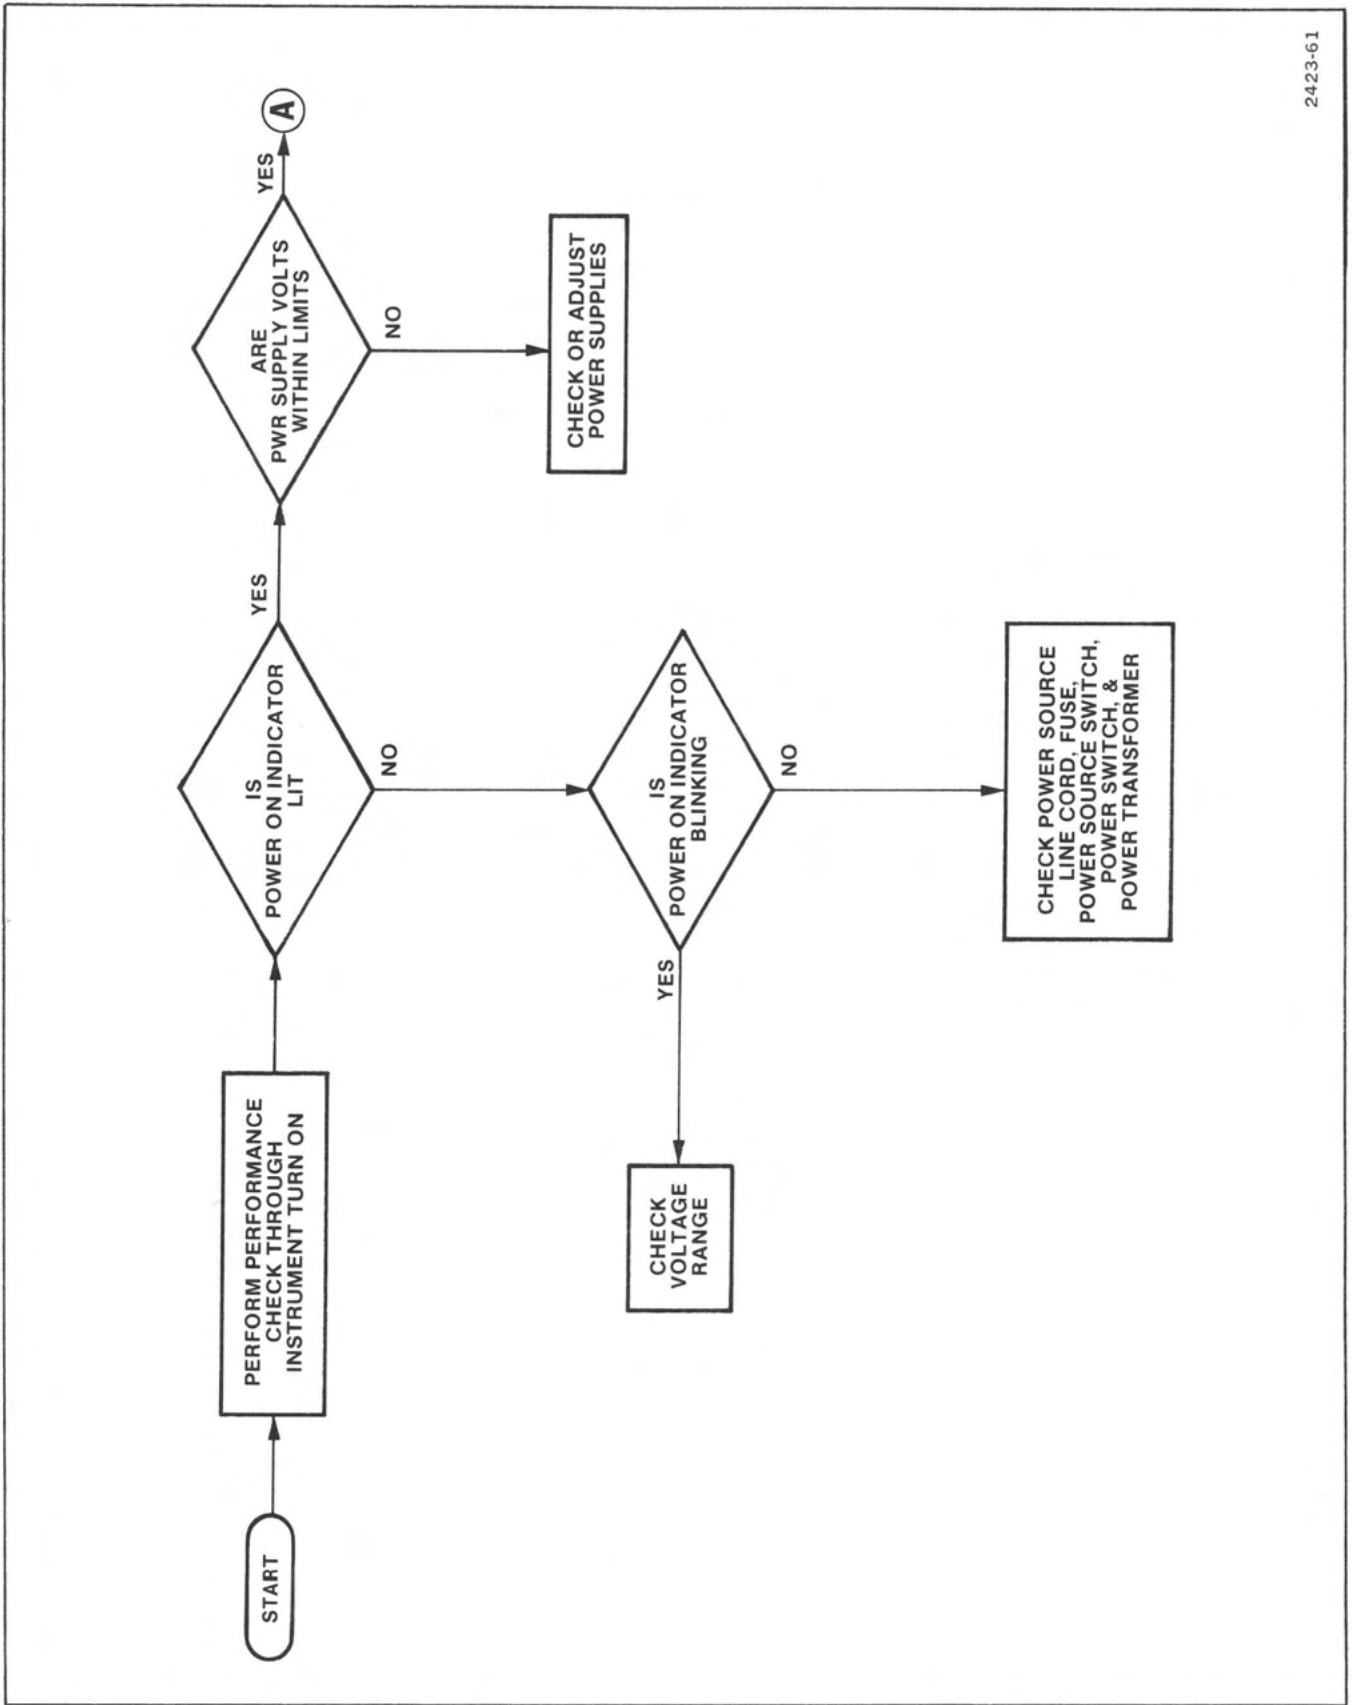 START
PERFORM PERFORMANCE
CHECK THROUGH
INSTRUMENT TURN ON
IS
POWER ON INDICATOR
LIT
YES
NO
ARE
PWR SUPPLY VOLTS
WITHIN LIMITS
YES
A
NO
CHECK OR ADJUST
POWER SUPPLIES
IS
POWER ON INDICATOR
BLINKING
YES
NO
CHECK
VOLTAGE
RANGE
CHECK POWER SOURCE
LINE CORD, FUSE,
POWER SOURCE SWITCH,
POWER SWITCH, &
POWER TRANSFORMER
2423-61